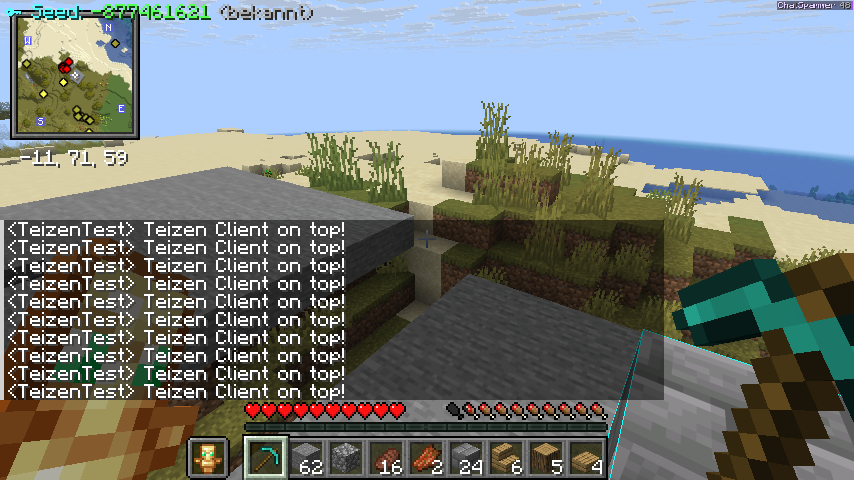 Seed: -877461621 (bekannt)
ChatSpammer 48
N
W
E
S
-11, 71, 59
<TeizenTest> Teizen Client on top!
<TeizenTest> Teizen Client on top!
<TeizenTest> Teizen Client on top!
<TeizenTest> Teizen Client on top!
<TeizenTest> Teizen Client on top!
<TeizenTest> Teizen Client on top!
<TeizenTest> Teizen Client on top!
<TeizenTest> Teizen Client on top!
<TeizenTest> Teizen Client on top!
<TeizenTest> Teizen Client on top!
62 16 2 24 6 5 4